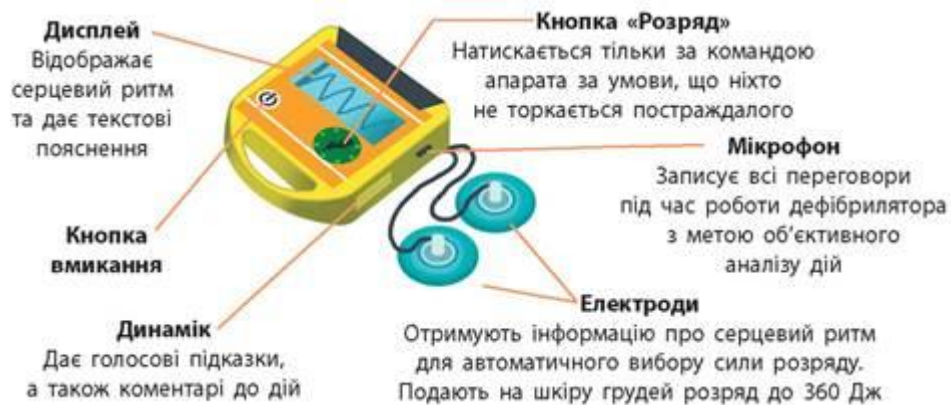 Дисплей
Відображає
серцевий ритм
та дає текстові
пояснення
Кнопка «Розряд»
Натискається тільки за командою
апарата за умови, що ніхто
не торкається постраждалого
Мікрофон
Записує всі переговори
під час роботи дефібрилятора
з метою об’єктивного
аналізу дій
Кнопка
вмикання
Динамік
Дає голосові підказки,
а також коментарі до дій
Електроди
Отримують інформацію про серцевий ритм
для автоматичного вибору сили розряду.
Подають на шкіру грудей розряд до 360 Дж